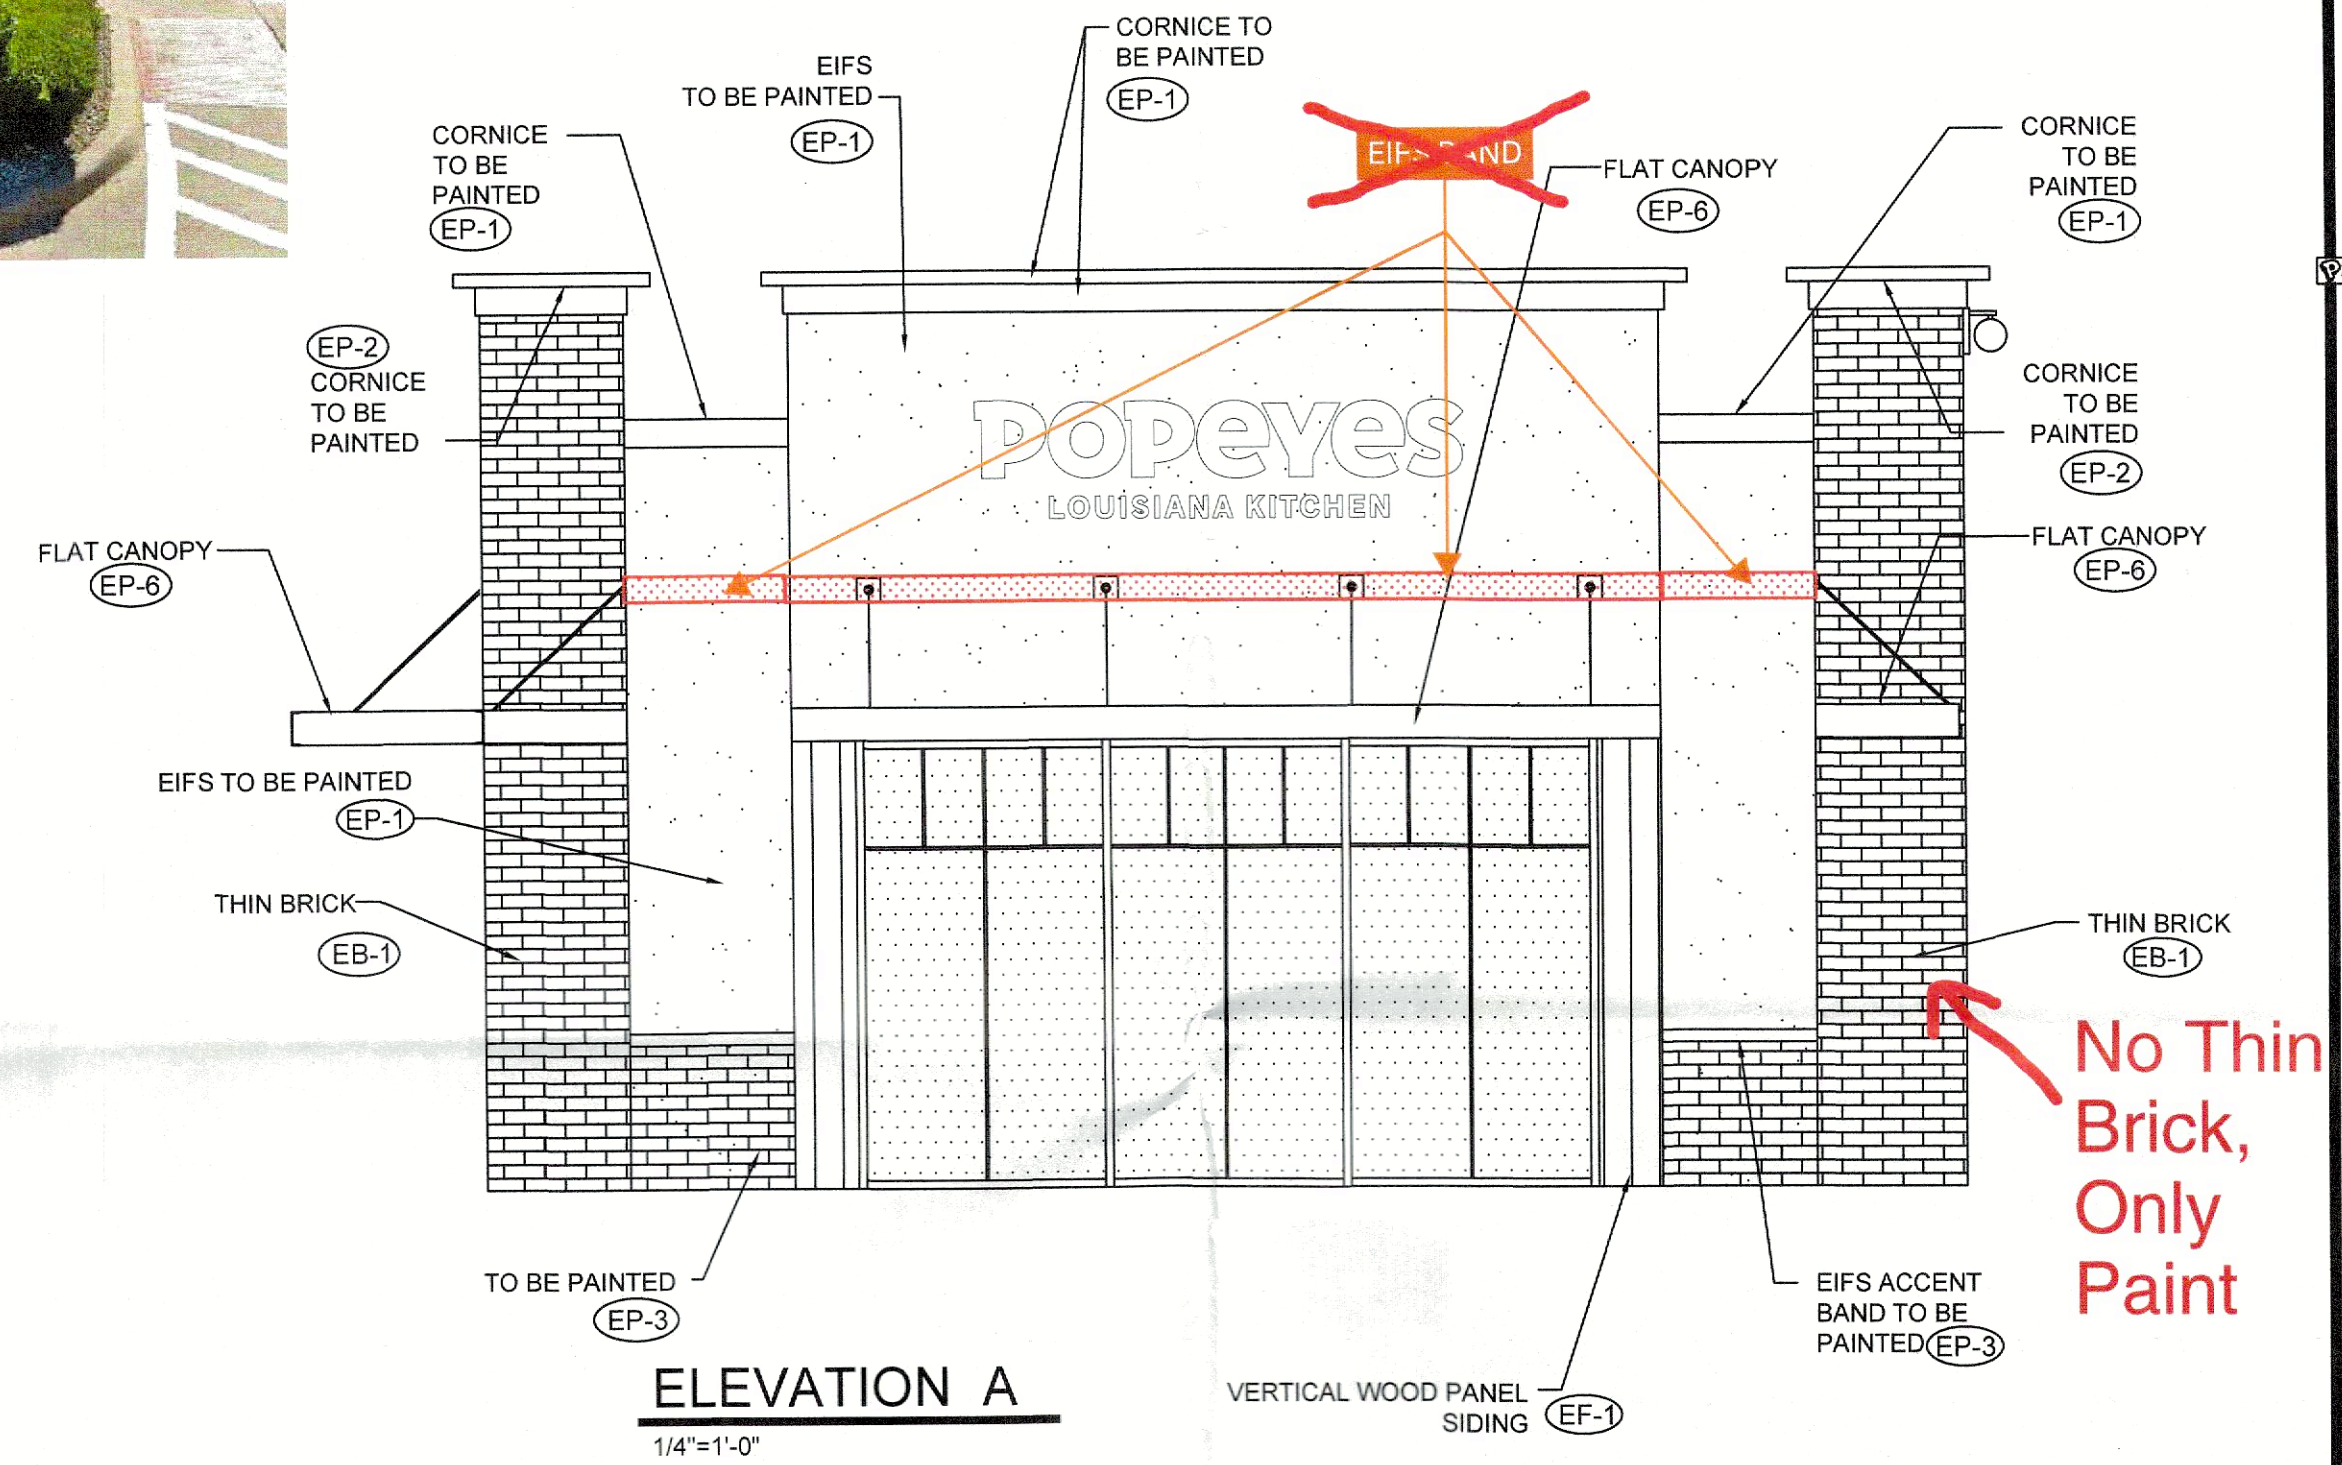 CORNICE TO
BE PAINTED
EP-1
EIFS
TO BE PAINTED
EP-1
CORNICE
TO BE
PAINTED
EP-1
EIFS BAND
FLAT CANOPY
EP-6
CORNICE
TO BE
PAINTED
EP-1
EP-2
CORNICE
TO BE
PAINTED
CORNICE
TO BE
PAINTED
EP-2
POPEYES
LOUISIANA KITCHEN
FLAT CANOPY
EP-6
FLAT CANOPY
EP-6
EIFS TO BE PAINTED
EP-1
THIN BRICK
EB-1
THIN BRICK
EB-1
No Thin
Brick,
Only
Paint
TO BE PAINTED
EP-3
EIFS ACCENT
BAND TO BE
PAINTED EP-3
VERTICAL WOOD PANEL
SIDING EF-1
ELEVATION A
1/4"=1'-0"